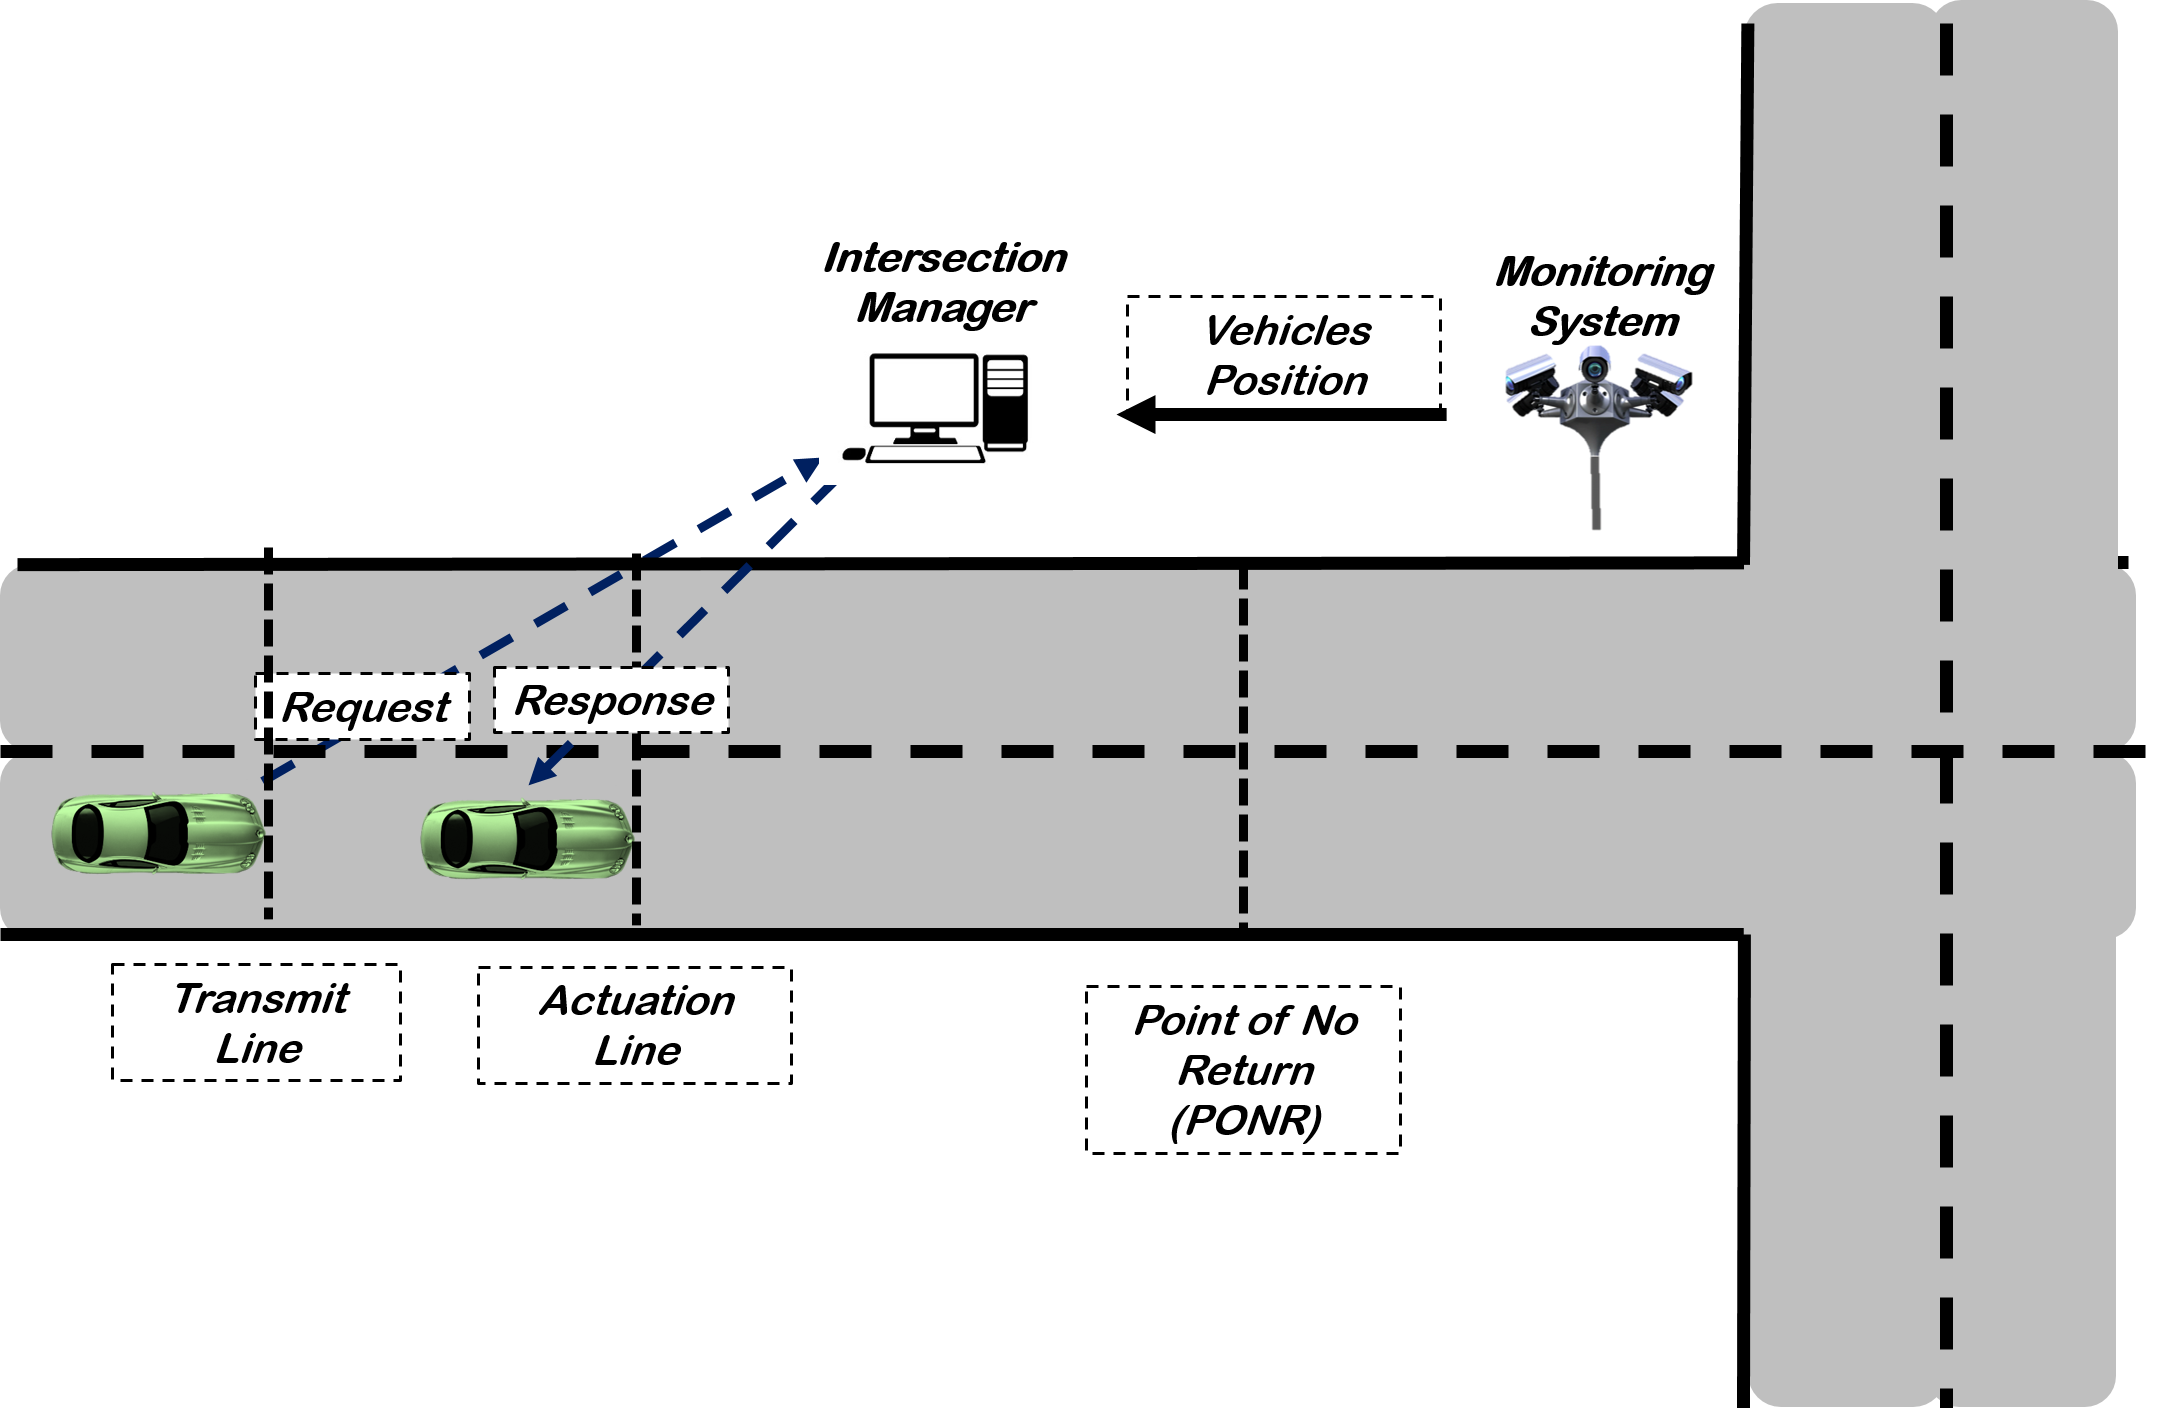 Intersection
Manager
Vehicles
Position
Monitoring
System
Request
Response
Transmit
Line
Actuation
Line
Point of No
Return
(PONR)